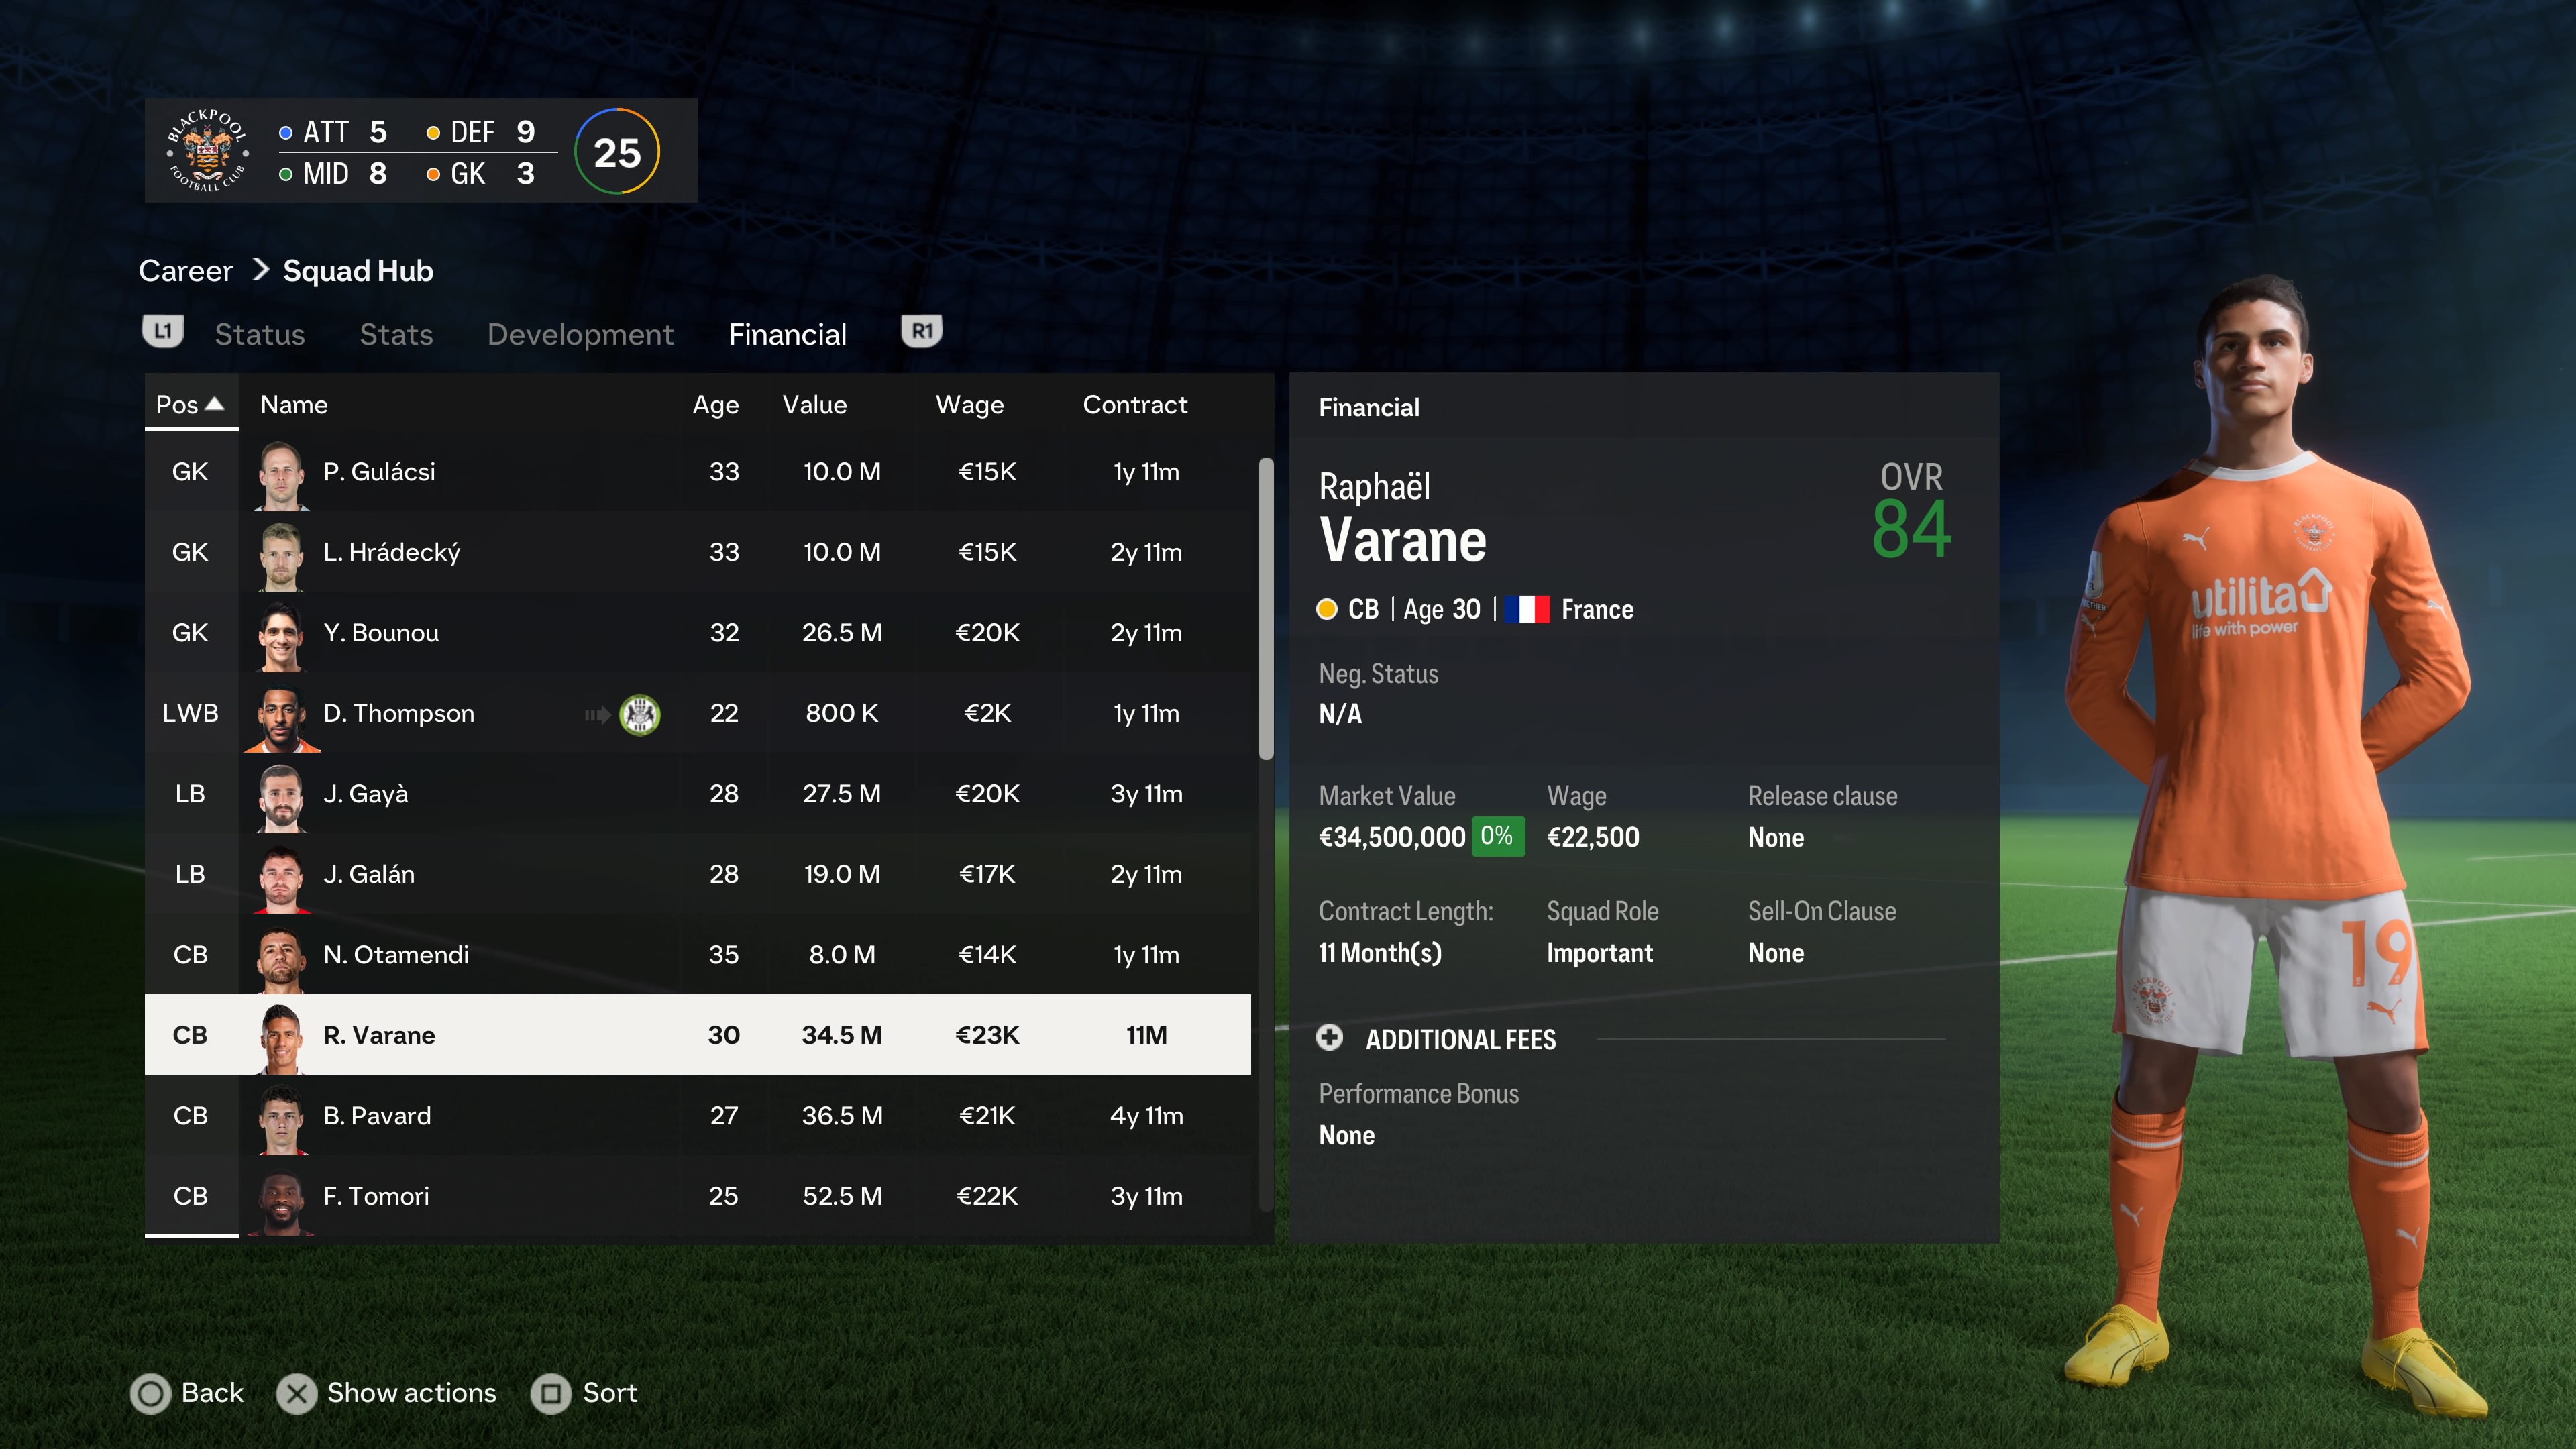 BLACKPOOL
FOOTBALL CLUB
ATT 5 DEF 9
MID 8 GK 3
25
Career > Squad Hub
L1 Status Stats Development Financial R1
Pos Name Age Value Wage Contract
GK P. Gulácsi 33 10.0 M €15K 1y 11m
GK L. Hrádecký 33 10.0 M €15K 2y 11m
GK Y. Bounou 32 26.5 M €20K 2y 11m
LWB D. Thompson 22 800 K €2K 1y 11m
LB J. Gayà 28 27.5 M €20K 3y 11m
LB J. Galán 28 19.0 M €17K 2y 11m
CB N. Otamendi 35 8.0 M €14K 1y 11m
CB R. Varane 30 34.5 M €23K 11M
CB B. Pavard 27 36.5 M €21K 4y 11m
CB F. Tomori 25 52.5 M €22K 3y 11m
Financial
Raphaël
Varane
OVR
84
CB | Age 30 | France
Neg. Status
N/A
Market Value Wage Release clause
€34,500,000 0% €22,500 None
Contract Length: Squad Role Sell-On Clause
11 Month(s) Important None
ADDITIONAL FEES
Performance Bonus
None
utilita
life with power
19
Back Show actions Sort